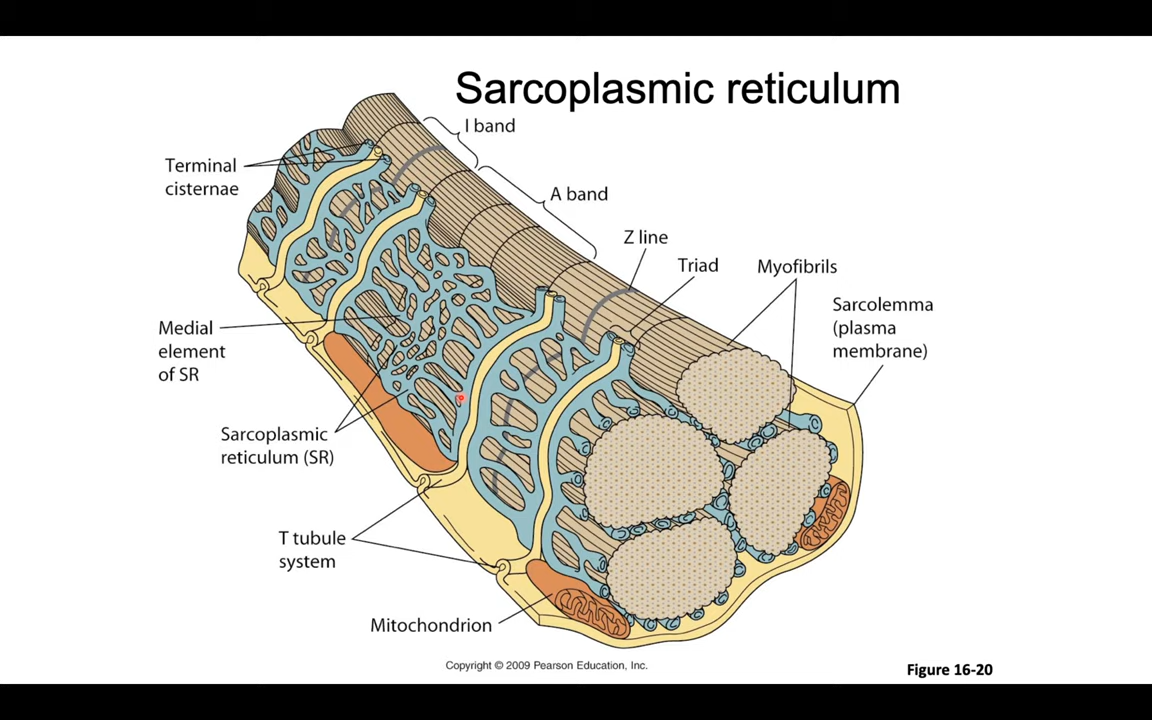 Sarcoplasmic reticulum
I band
Terminal
cisternae
A band
Z line
Triad
Myofibrils
Sarcolemma
(plasma
membrane)
Medial
element
of SR
Sarcoplasmic
reticulum (SR)
T tubule
system
Mitochondrion
Copyright © 2009 Pearson Education, Inc.
Figure 16-20